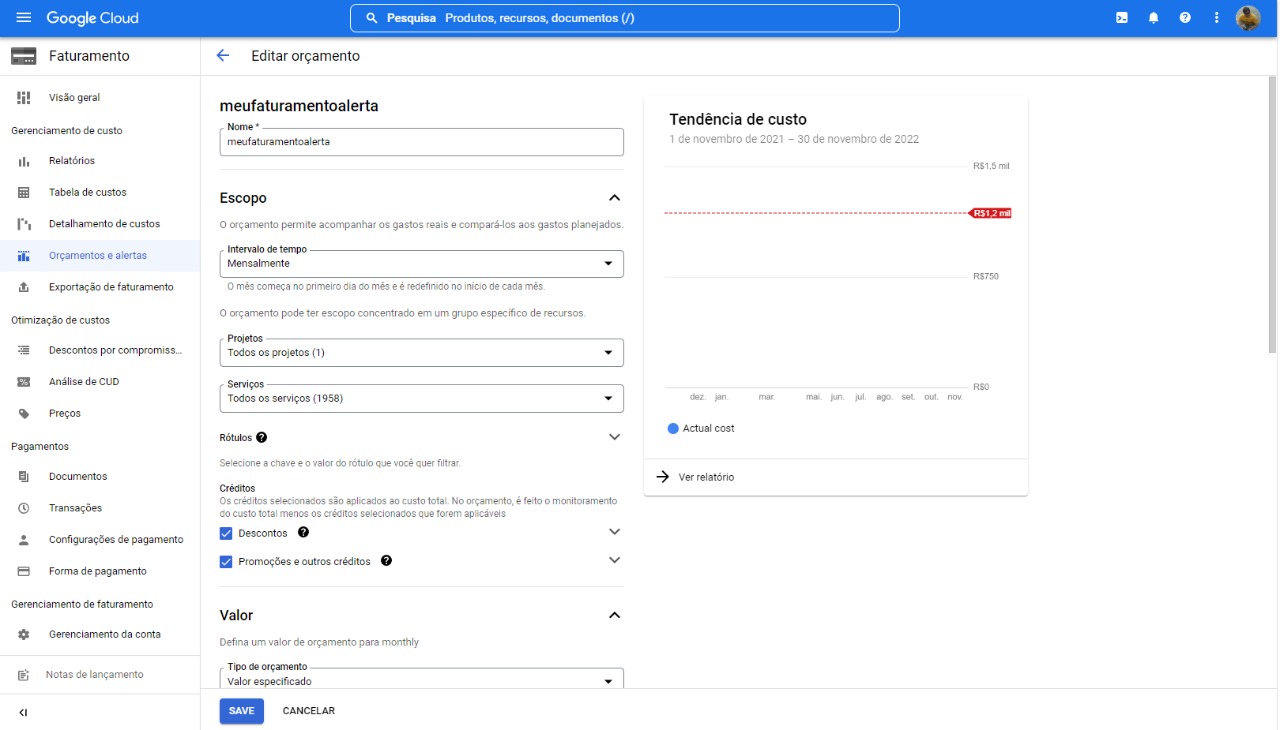 Google Cloud
Pesquisa Produtos, recursos, documentos (/)
Faturamento
Editar orçamento
Visão geral
Gerenciamento de custo
Relatórios
Tabela de custos
Detalhamento de custos
Orçamentos e alertas
Exportação de faturamento
Otimização de custos
Descontos por compromiss...
Análise de CUD
Preços
Pagamentos
Documentos
Transações
Configurações de pagamento
Forma de pagamento
Gerenciamento de faturamento
Gerenciamento da conta
Notas de lançamento
meufaturamentoalerta
Nome *
meufaturamentoalerta
Escopo
O orçamento permite acompanhar os gastos reais e compará-los aos gastos planejados.
Intervalo de tempo
Mensalmente
O mês começa no primeiro dia do mês e é redefinido no início de cada mês.
O orçamento pode ter escopo concentrado em um grupo específico de recursos.
Projetos
Todos os projetos (1)
Serviços
Todos os serviços (1958)
Rótulos
Selecione a chave e o valor do rótulo que você quer filtrar.
Créditos
Os créditos selecionados são aplicados ao custo total. No orçamento, é feito o monitoramento
do custo total menos os créditos selecionados que forem aplicáveis
Descontos
Promoções e outros créditos
Valor
Defina um valor de orçamento para monthly
Tipo de orçamento
Valor especificado
SAVE CANCELAR
Tendência de custo
1 de novembro de 2021 – 30 de novembro de 2022
R$1,5 mil
R$1,2 mil
R$750
R$0
dez. jan. mar. mai. jun. jul. ago. set. out. nov.
Actual cost
Ver relatório